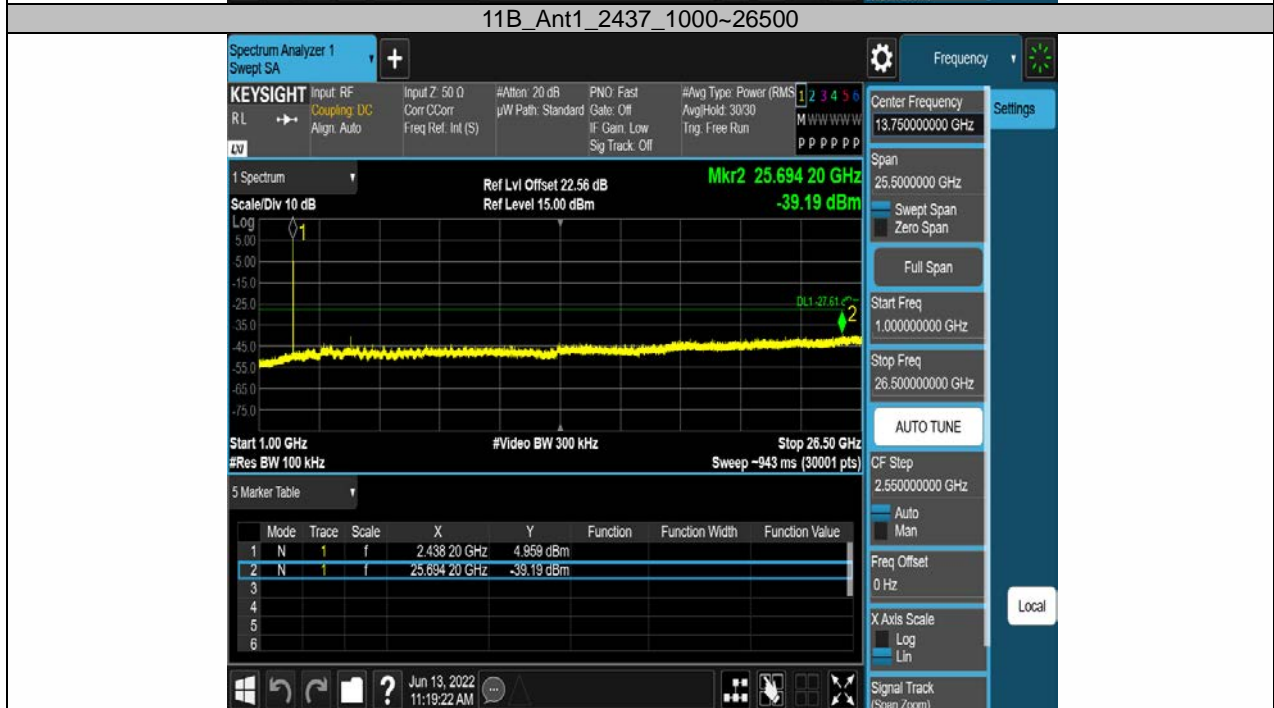 11B_Ant1_2437_1000~26500
Spectrum Analyzer 1
Swept SA
+
Frequency
KEYSIGHT
RL
LV
Input: RF
Coupling: DC
Align: Auto
Input Z: 50 Ω
Corr CCorr
Freq Ref: Int (S)
#Atten: 20 dB
µW Path: Standard
PNO: Fast
Gate: Off
IF Gain: Low
Sig Track: Off
#Avg Type: Power (RMS
Avg|Hold: 30/30
Trig: Free Run
1 2 3 4 5 6
M W W W W W
P P P P P P
1 Spectrum
Scale/Div 10 dB
Ref Lvl Offset 22.56 dB
Ref Level 15.00 dBm
Mkr2 25.694 20 GHz
-39.19 dBm
Log
5.00
-5.00
-15.0
-25.0
-35.0
-45.0
-55.0
-65.0
-75.0
1
DL1 -27.61
2
Start 1.00 GHz
#Video BW 300 kHz
Stop 26.50 GHz
#Res BW 100 kHz
Sweep ~943 ms (30001 pts)
5 Marker Table
Mode Trace Scale X Y Function Function Width Function Value
1 N 1 f 2.438 20 GHz 4.959 dBm
2 N 1 f 25.694 20 GHz -39.19 dBm
3
4
5
6
Jun 13, 2022
11:19:22 AM
Center Frequency
13.750000000 GHz
Settings
Span
25.5000000 GHz
Swept Span
Zero Span
Full Span
Start Freq
1.000000000 GHz
Stop Freq
26.500000000 GHz
AUTO TUNE
CF Step
2.550000000 GHz
Auto
Man
Freq Offset
0 Hz
X Axis Scale
Log
Lin
Local
Signal Track
(Span Zoom)